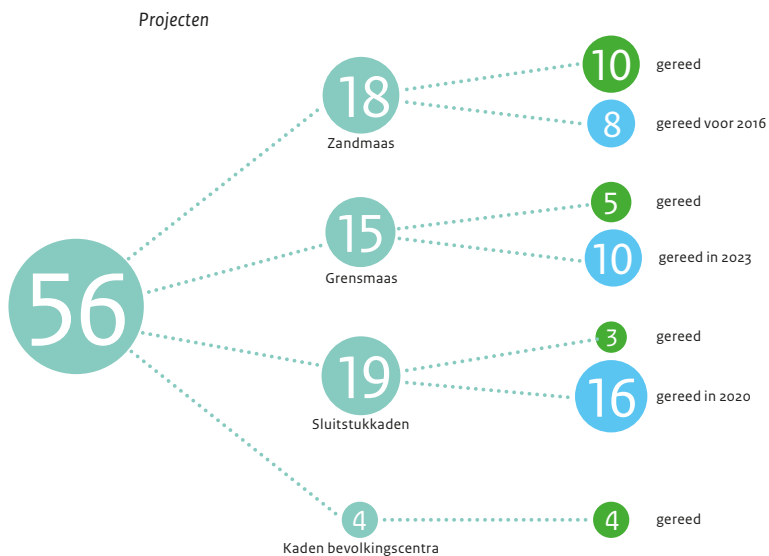 Projecten
56
18
Zandmaas
10 gereed
8 gereed voor 2016
15
Grensmaas
5 gereed
10 gereed in 2023
19
Sluitstukkaden
3 gereed
16 gereed in 2020
4
Kaden bevolkingscentra
4 gereed